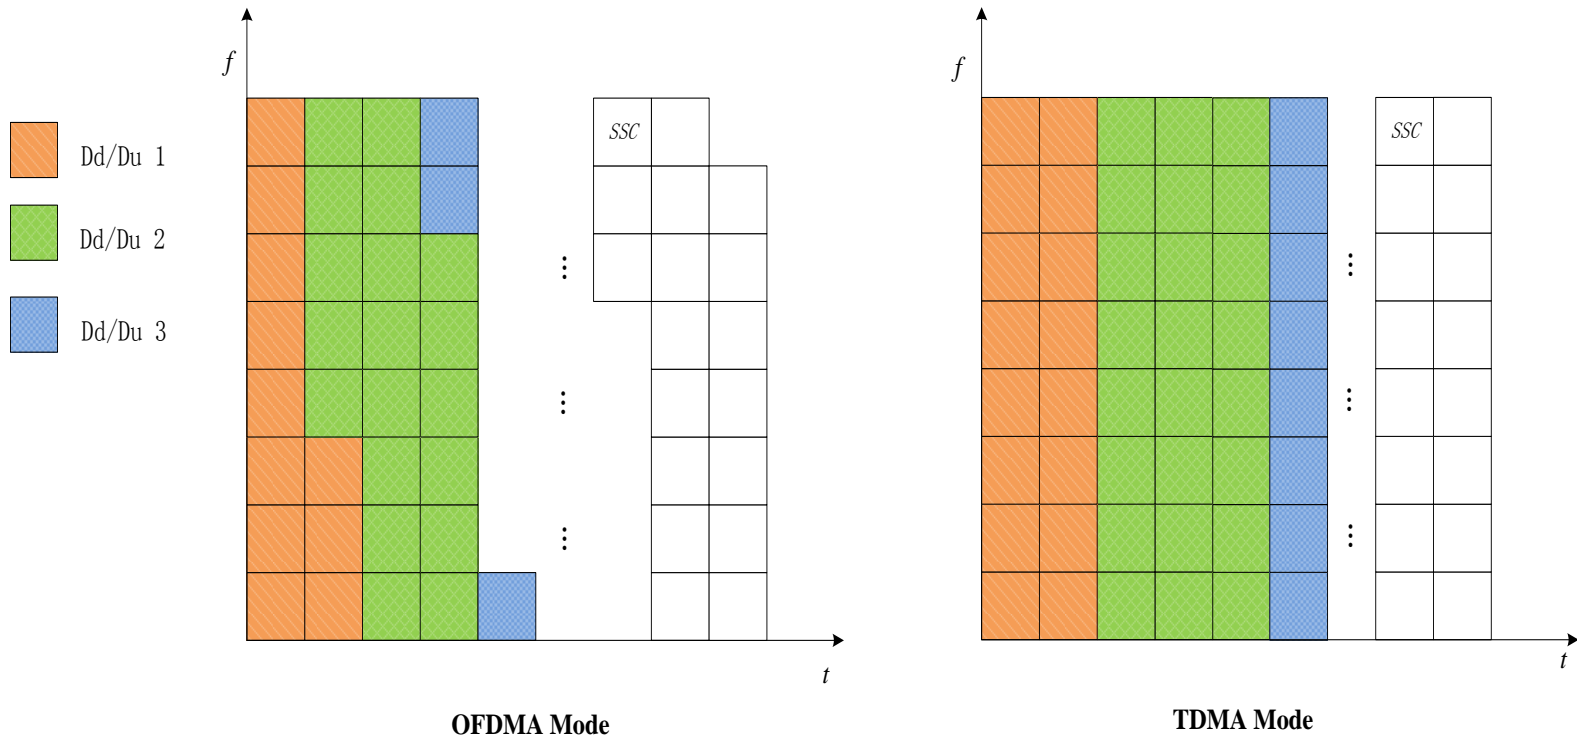 f
f
SSC
SSC
Dd/Du 1
Dd/Du 2
Dd/Du 3
t
t
OFDMA Mode
TDMA Mode